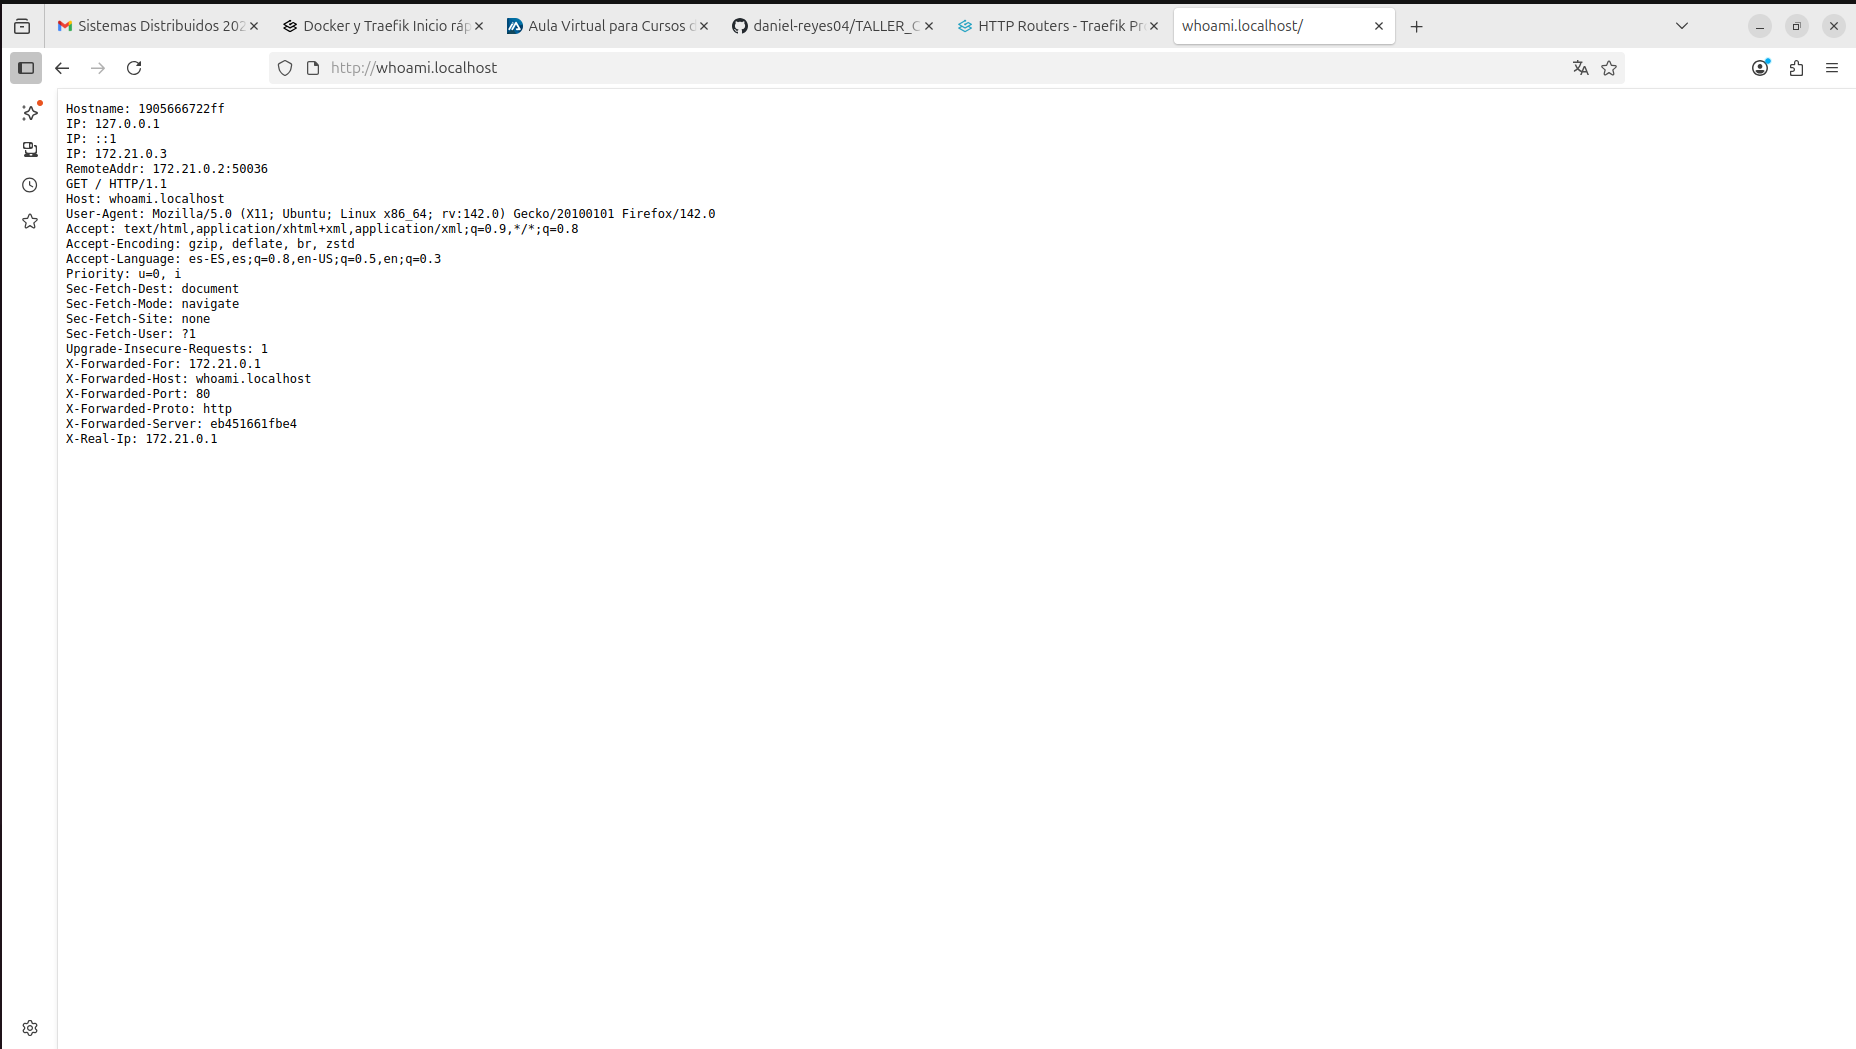 Sistemas Distribuidos 202
Docker y Traefik Inicio ráp
Aula Virtual para Cursos d
daniel-reyes04/TALLER_C
HTTP Routers - Traefik Pr
whoami.localhost/
http://whoami.localhost
Hostname: 1905666722ff
IP: 127.0.0.1
IP: ::1
IP: 172.21.0.3
RemoteAddr: 172.21.0.2:50036
GET / HTTP/1.1
Host: whoami.localhost
User-Agent: Mozilla/5.0 (X11; Ubuntu; Linux x86_64; rv:142.0) Gecko/20100101 Firefox/142.0
Accept: text/html,application/xhtml+xml,application/xml;q=0.9,*/*;q=0.8
Accept-Encoding: gzip, deflate, br, zstd
Accept-Language: es-ES,es;q=0.8,en-US;q=0.5,en;q=0.3
Priority: u=0, i
Sec-Fetch-Dest: document
Sec-Fetch-Mode: navigate
Sec-Fetch-Site: none
Sec-Fetch-User: ?1
Upgrade-Insecure-Requests: 1
X-Forwarded-For: 172.21.0.1
X-Forwarded-Host: whoami.localhost
X-Forwarded-Port: 80
X-Forwarded-Proto: http
X-Forwarded-Server: eb451661fbe4
X-Real-Ip: 172.21.0.1